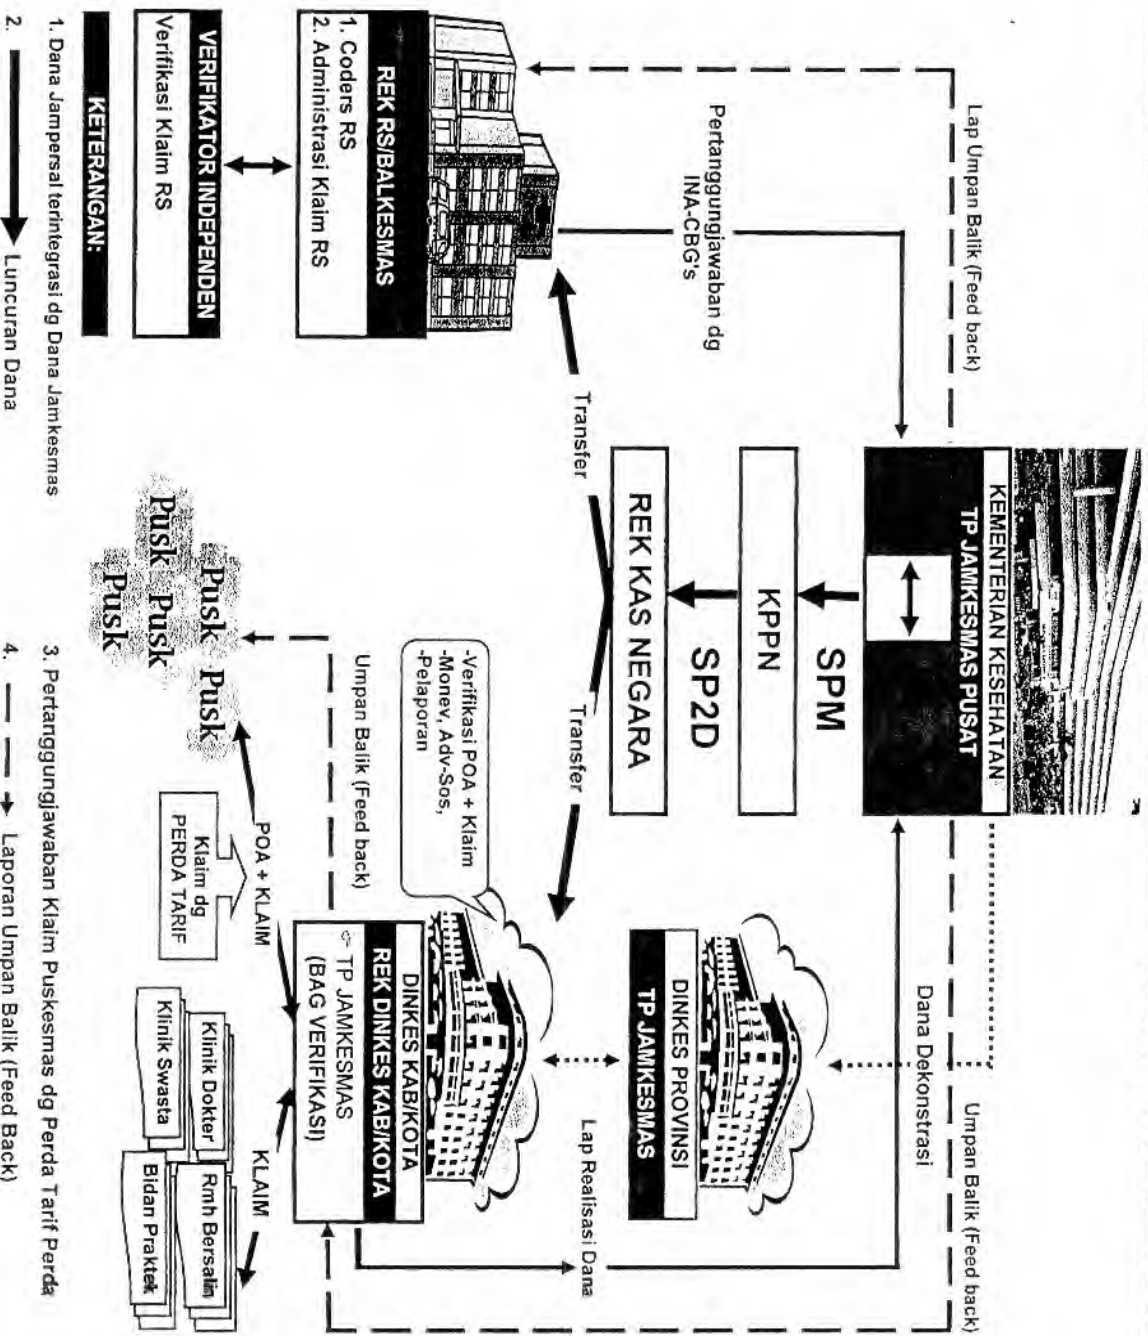 KEMENTERIAN KESEHATAN
TP JAMKESMAS PUSAT
Lap Umpan Balik (Feed back)
Umpan Balik (Feed back)
Pertanggungjawaban dg
INA-CBG's
SPM
Dana Dekonstrasi
KPPN
SP2D
DINKES PROVINSI
TP JAMKESMAS
REK KAS NEGARA
Transfer
Transfer
Lap Realisasi Dana
REK RS/BALKESMAS
1. Coders RS
2. Administrasi Klaim RS
-Verifikasi POA + Klaim
-Monev, Adv-Sos,
-Pelaporan
DINKES KAB/KOTA
REK DINKES KAB/KOTA
TP JAMKESMAS
(BAG VERIFIKASI)
Umpan Balik (Feed back)
VERIFIKATOR INDEPENDEN
Verifikasi Klaim RS
Pusk
Pusk
Pusk
Pusk
Pusk
POA + KLAIM
Klaim dg
PERDA TARIF
KLAIM
Klinik Dokter
Rmh Bersalin
Klinik Swasta
Bidan Praktek
KETERANGAN:
1. Dana Jampersal terintegrasi dg Dana Jamkesmas
3. Pertanggungjawaban Klaim Puskesmas dg Perda Tarif Perda
2. Luncuran Dana
4. Laporan Umpan Balik (Feed Back)